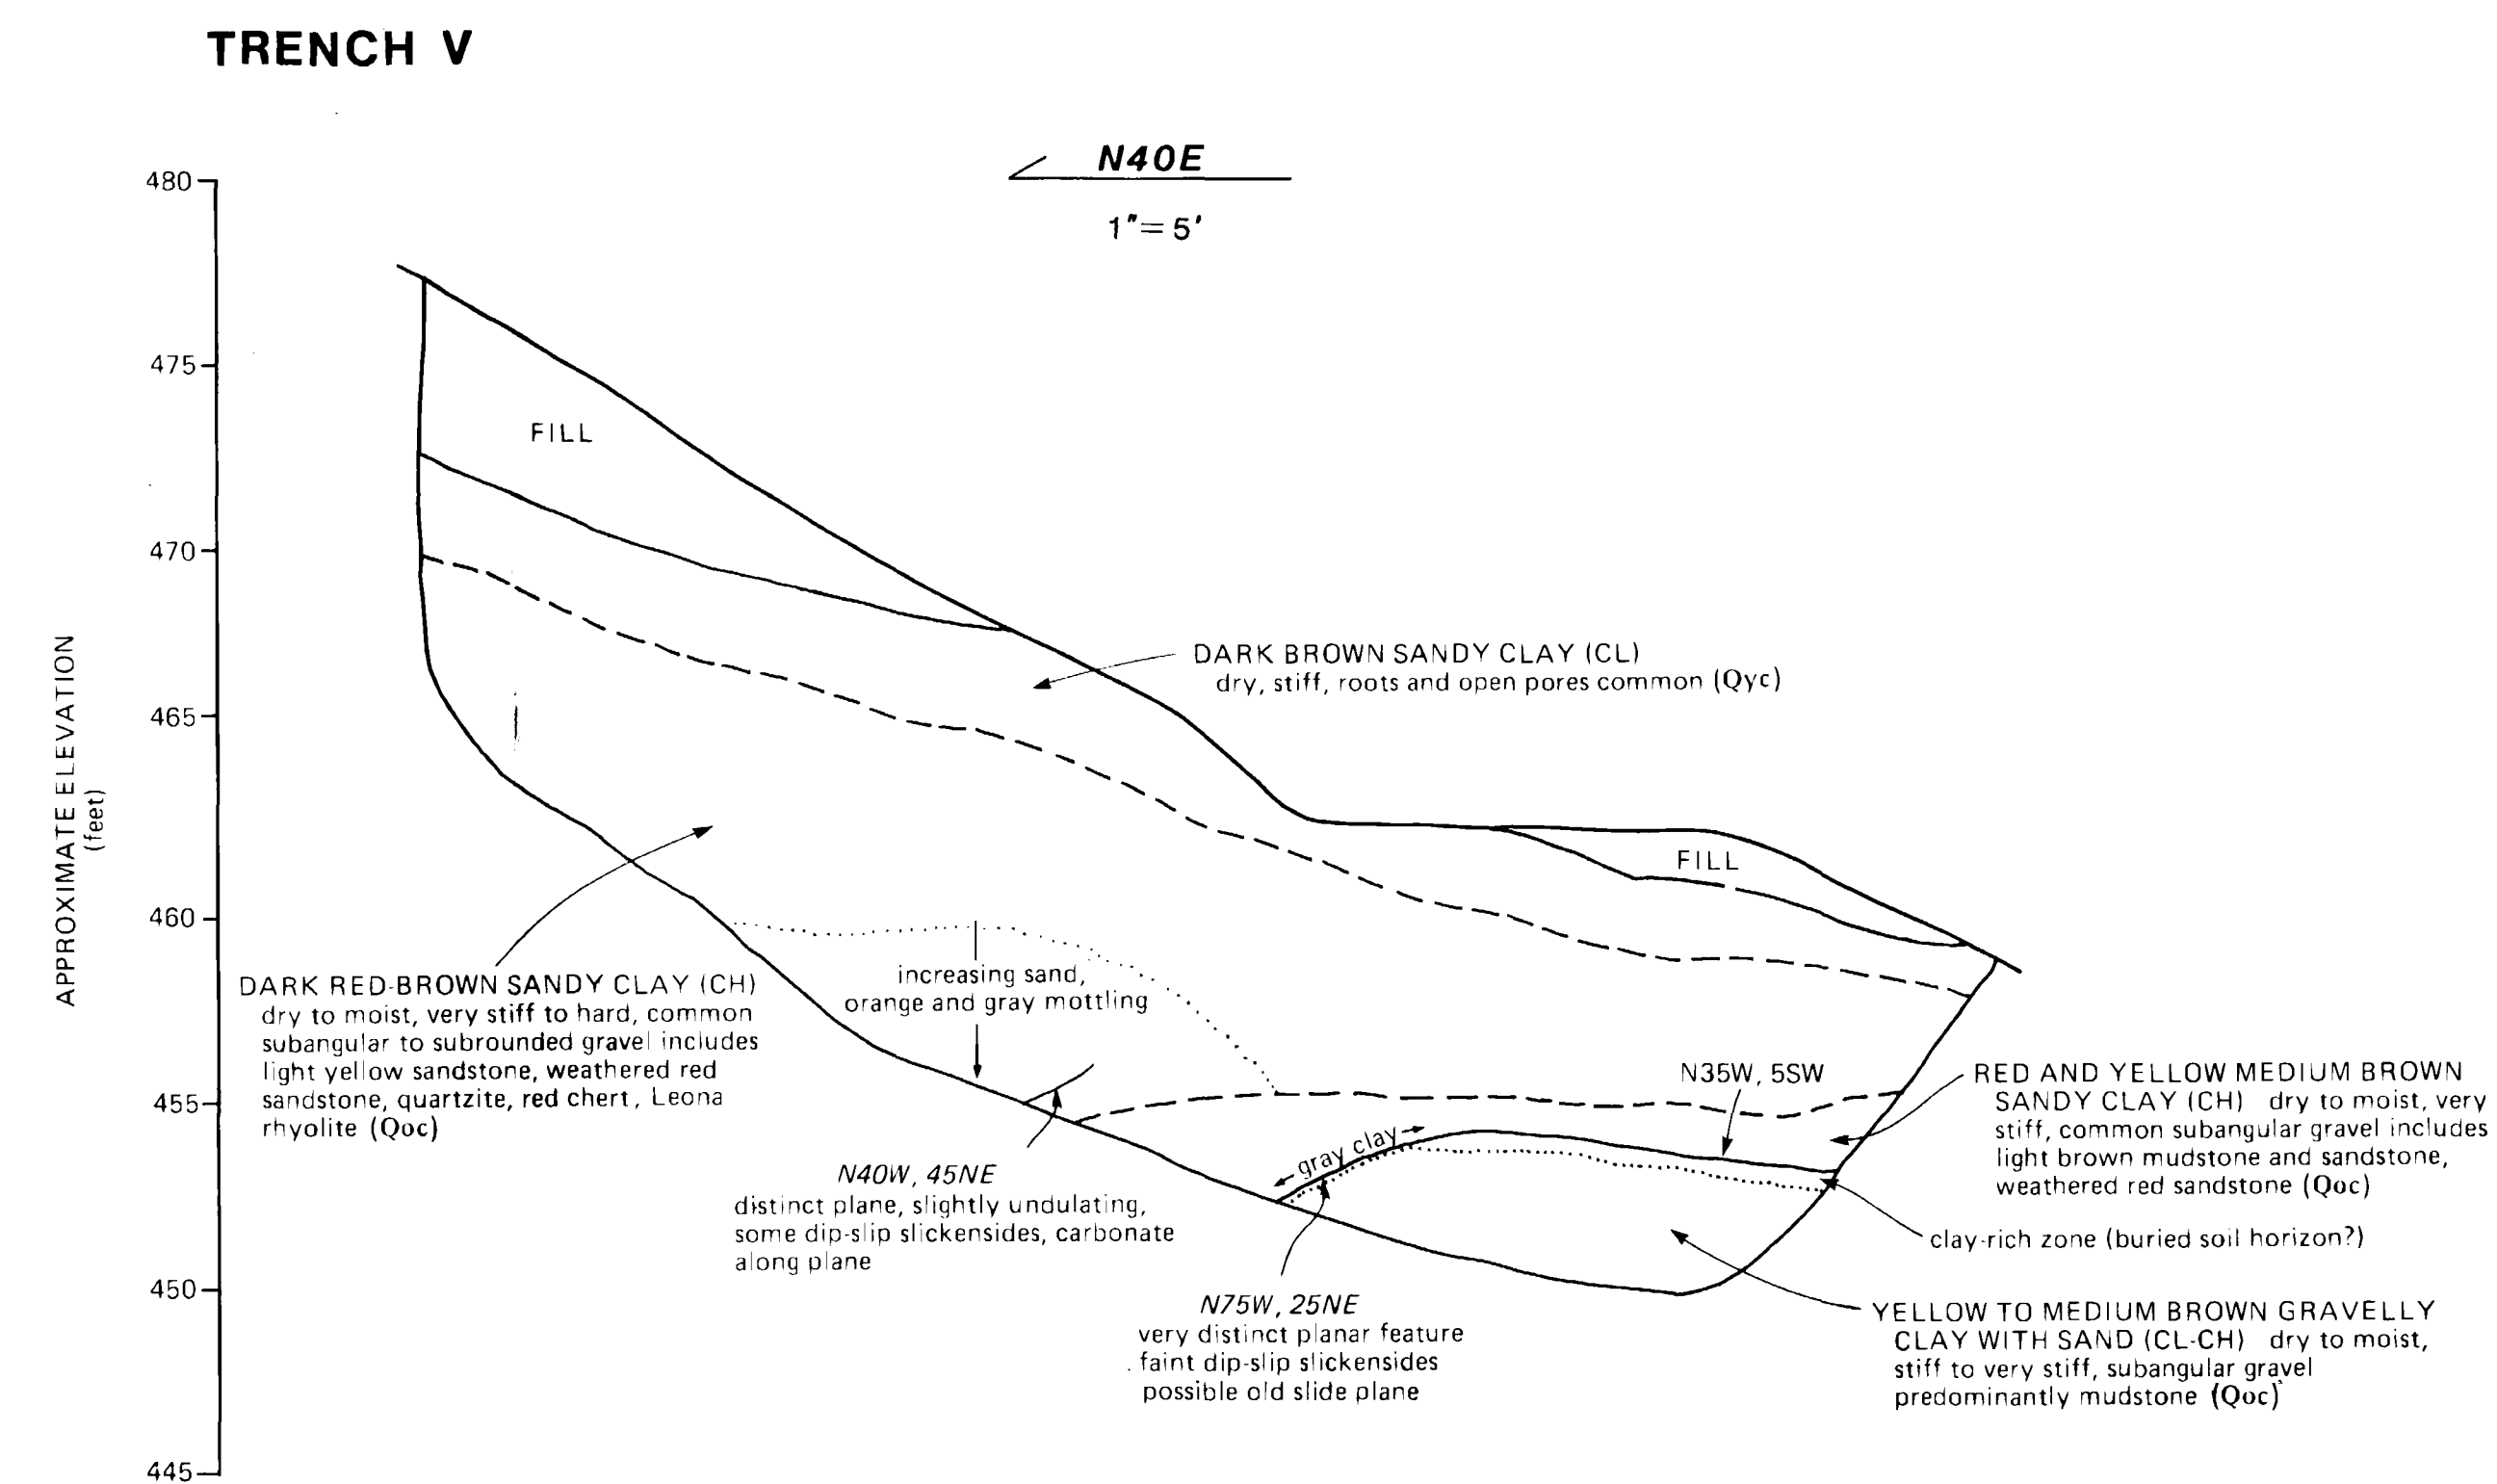 TRENCH V
N40E
1"= 5'
480
475
470
465
460
455
450
445
APPROXIMATE ELEVATION
(feet)
FILL
DARK BROWN SANDY CLAY (CL)
dry, stiff, roots and open pores common (Qyc)
FILL
increasing sand,
orange and gray mottling
DARK RED-BROWN SANDY CLAY (CH)
dry to moist, very stiff to hard, common
subangular to subrounded gravel includes
light yellow sandstone, weathered red
sandstone, quartzite, red chert, Leona
rhyolite (Qoc)
N40W, 45NE
distinct plane, slightly undulating,
some dip-slip slickensides, carbonate
along plane
gray clay
N75W, 25NE
very distinct planar feature
faint dip-slip slickensides
possible old slide plane
N35W, 5SW
RED AND YELLOW MEDIUM BROWN
SANDY CLAY (CH) dry to moist, very
stiff, common subangular gravel includes
light brown mudstone and sandstone,
weathered red sandstone (Qoc)
clay-rich zone (buried soil horizon?)
YELLOW TO MEDIUM BROWN GRAVELLY
CLAY WITH SAND (CL-CH) dry to moist,
stiff to very stiff, subangular gravel
predominantly mudstone (Qoc)